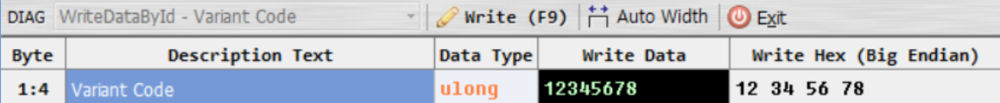 DIAG WriteDataById - Variant Code Write (F9) Auto Width Exit
Byte Description Text Data Type Write Data Write Hex (Big Endian)
1:4 Variant Code ulong 12345678 12 34 56 78